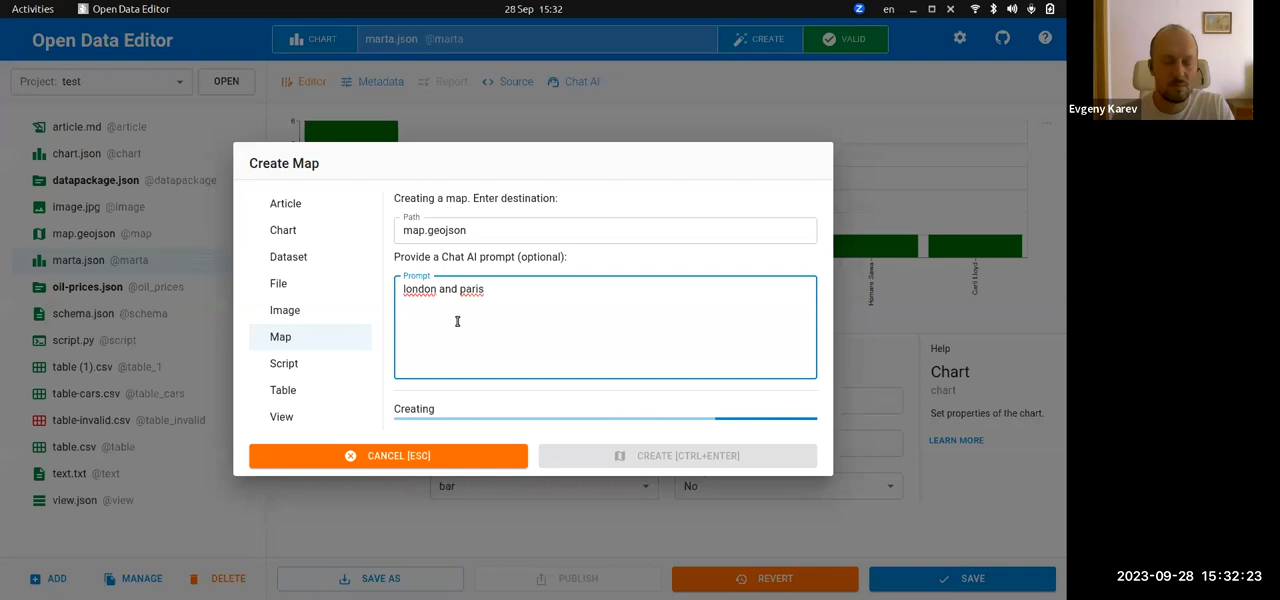 Activities
Open Data Editor
28 Sep 15:32
en
Open Data Editor
CHART
marta.json @marta
CREATE
VALID
Project: test
OPEN
Editor
Metadata
Report
Source
Chat AI
article.md @article
chart.json @chart
datapackage.json @datapackage
image.jpg @image
map.geojson @map
marta.json @marta
oil-prices.json @oil_prices
schema.json @schema
script.py @script
table (1).csv @table_1
table-cars.csv @table_cars
table-invalid.csv @table_invalid
table.csv @table
text.txt @text
view.json @view
6
Create Map
Article
Chart
Dataset
File
Image
Map
Script
Table
View
Creating a map. Enter destination:
Path
map.geojson
Provide a Chat AI prompt (optional):
Prompt
london and paris
Creating
CANCEL [ESC]
CREATE [CTRL+ENTER]
bar
No
Help
Chart
chart
Set properties of the chart.
LEARN MORE
ADD
MANAGE
DELETE
SAVE AS
PUBLISH
REVERT
SAVE
Evgeny Karev
2023-09-28 15:32:23